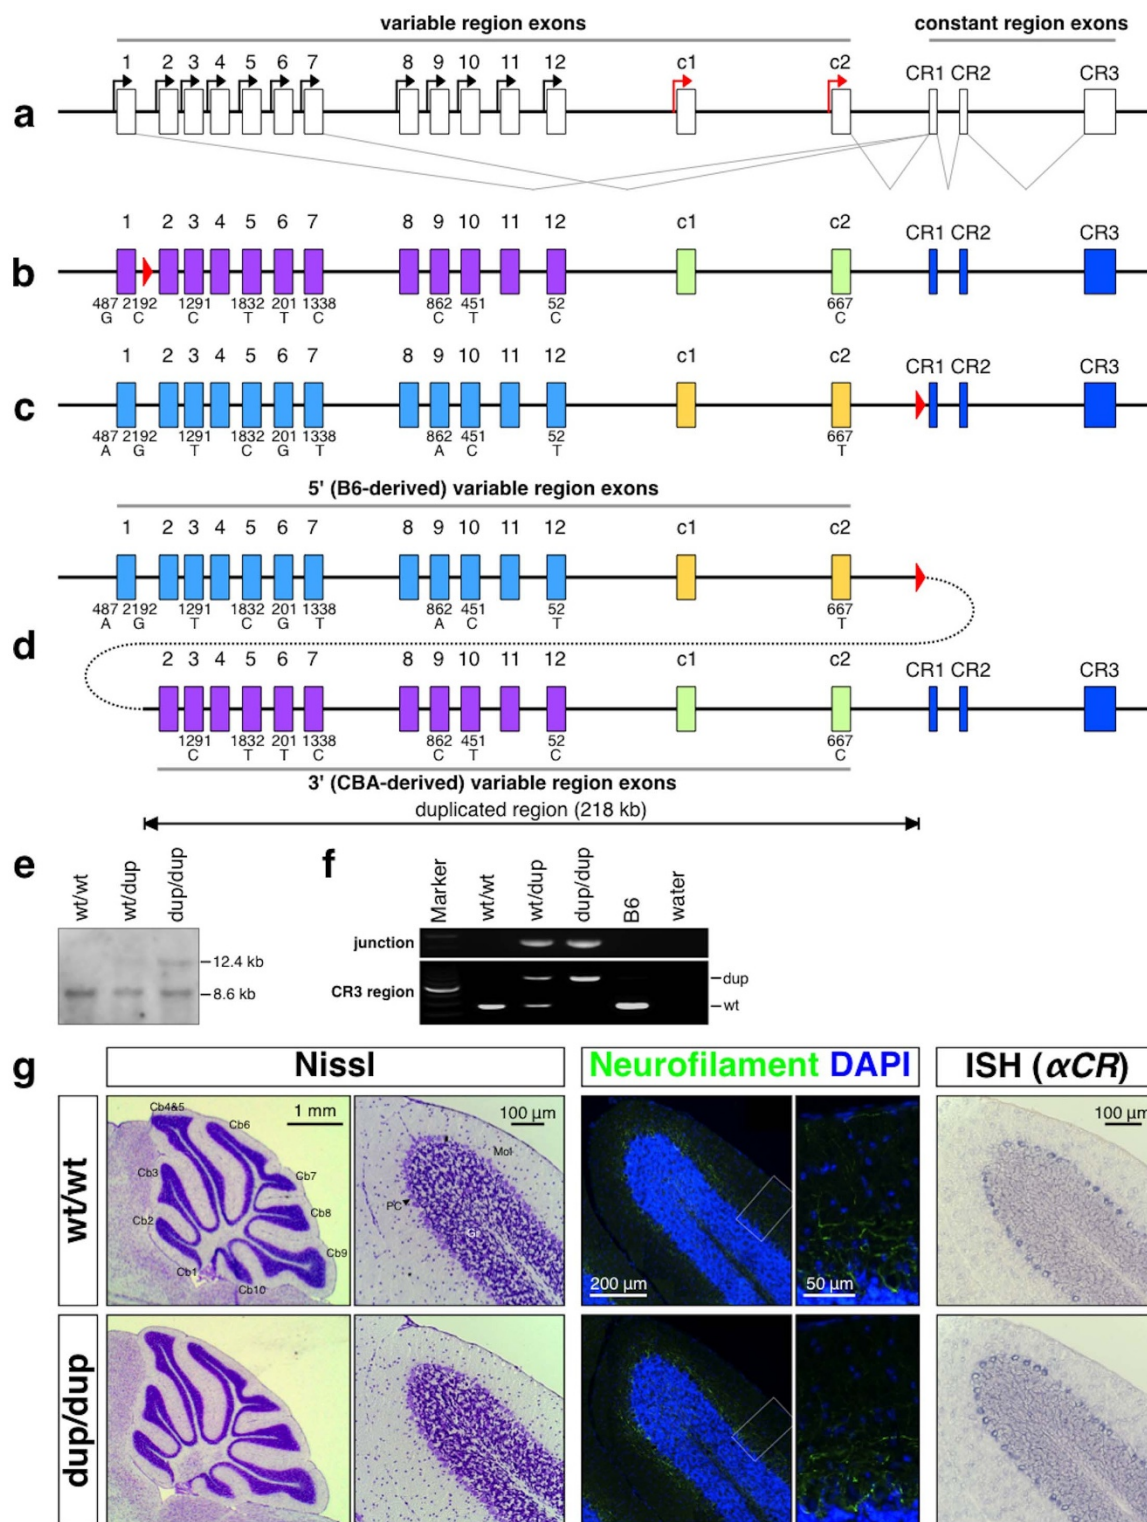 variable region exons
constant region exons
1 2 3 4 5 6 7 8 9 10 11 12 c1 c2 CR1 CR2 CR3
a
1 2 3 4 5 6 7 8 9 10 11 12 c1 c2 CR1 CR2 CR3
b
487 2192 1291 1832 201 1338 862 451 52 667
G C C T T C C T C C
1 2 3 4 5 6 7 8 9 10 11 12 c1 c2 CR1 CR2 CR3
c
487 2192 1291 1832 201 1338 862 451 52 667
A G T C G T A C T T
5' (B6-derived) variable region exons
1 2 3 4 5 6 7 8 9 10 11 12 c1 c2
487 2192 1291 1832 201 1338 862 451 52 667
A G T C G T A C T T
d
2 3 4 5 6 7 8 9 10 11 12 c1 c2 CR1 CR2 CR3
1291 1832 201 1338 862 451 52 667
C T T C C T C C
3' (CBA-derived) variable region exons
duplicated region (218 kb)
e
wt/wt
wt/dup
dup/dup
12.4 kb
8.6 kb
f
Marker
wt/wt
wt/dup
dup/dup
B6
water
junction
CR3 region
dup
wt
g
Nissl
Neurofilament DAPI
ISH (αCR)
wt/wt
Cb4&5
Cb6
1 mm
Cb3
Cb7
Cb2
Cb8
Cb9
Cb1
Cb10
100 µm
Mol
PC
Gr
200 µm
50 µm
100 µm
dup/dup